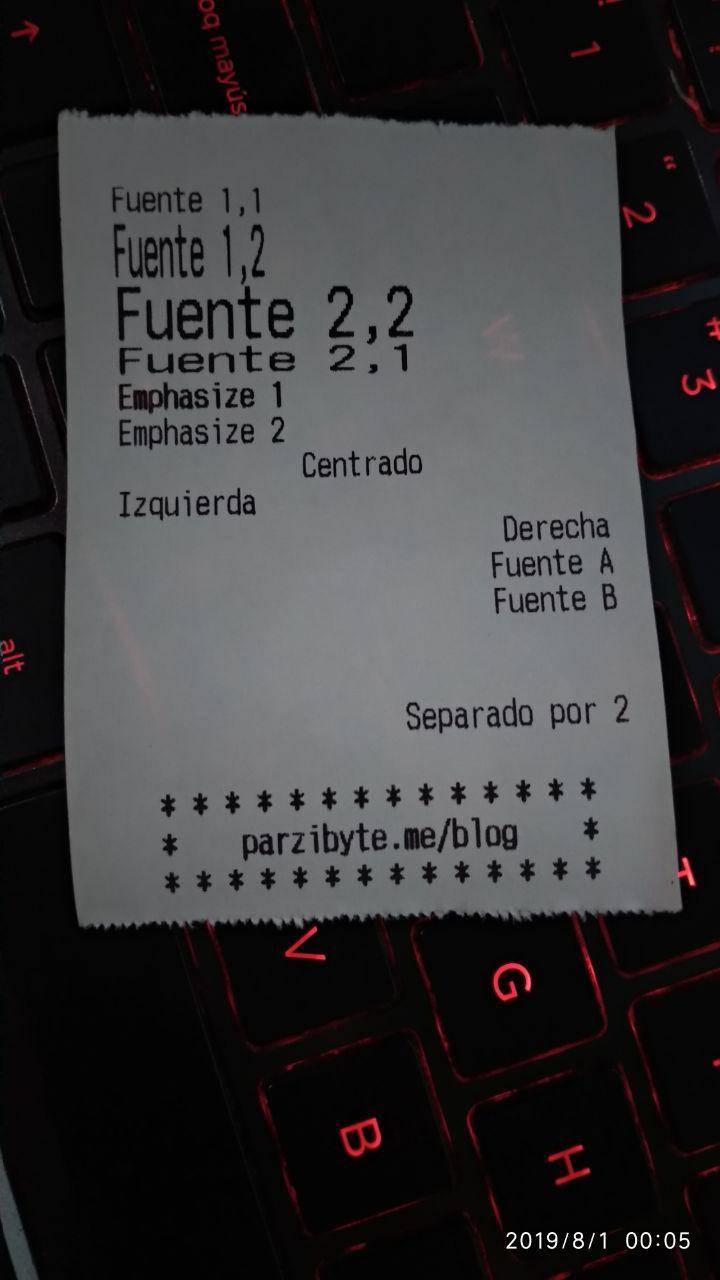 Fuente 1,1
Fuente 1,2
Fuente 2,2
Fuente 2,1
Emphasize 1
Emphasize 2
Centrado
Izquierda
Derecha
Fuente A
Fuente B
Separado por 2
* * * * * * * * * * * * * *
* parzibyte.me/blog *
* * * * * * * * * * * * * *
oq mayús
! 1
" 2
# 3
alt
V
G
B
H
2019/8/1 00:05